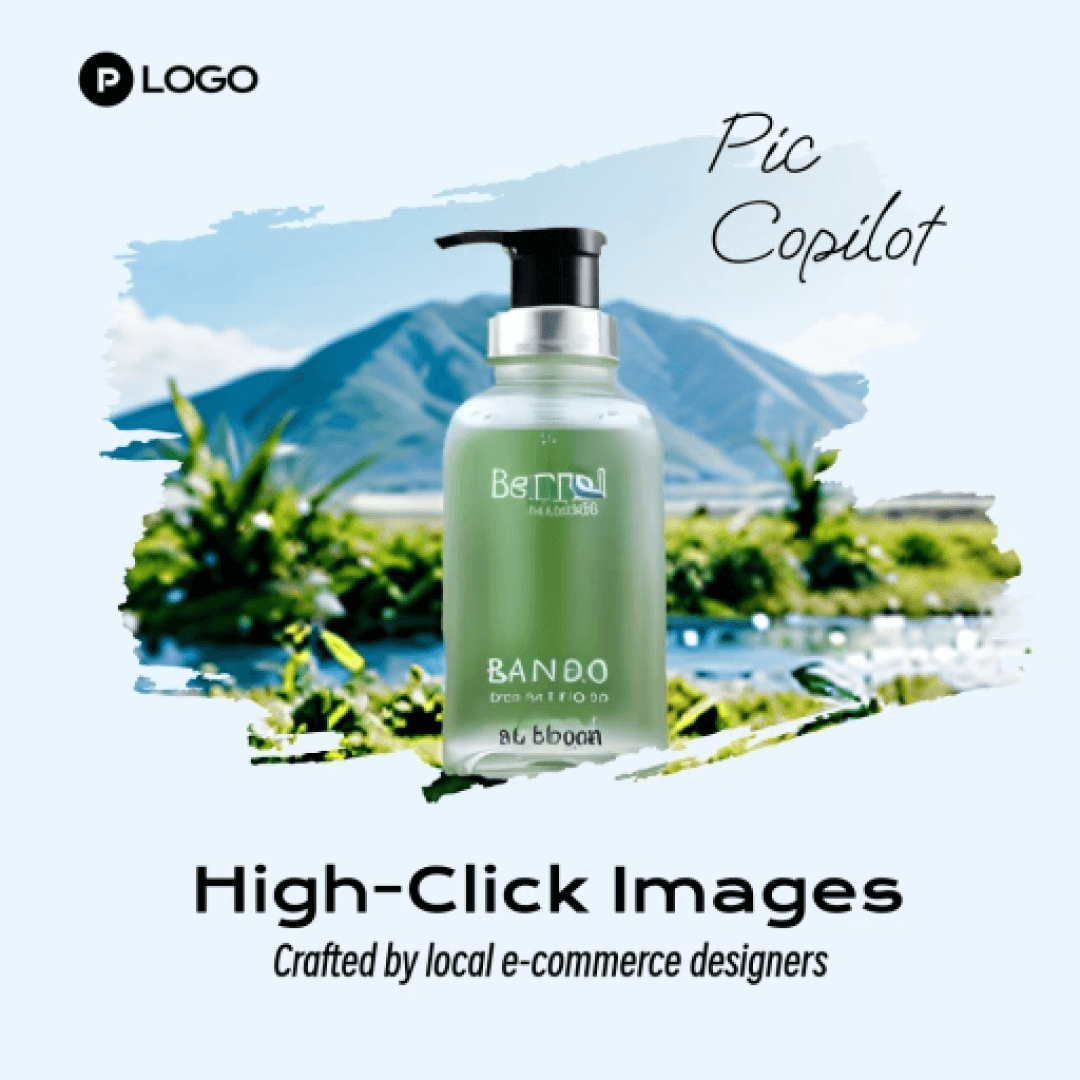 P LOGO
Pic
Copilot
BANDO
High-Click Images
Crafted by local e-commerce designers